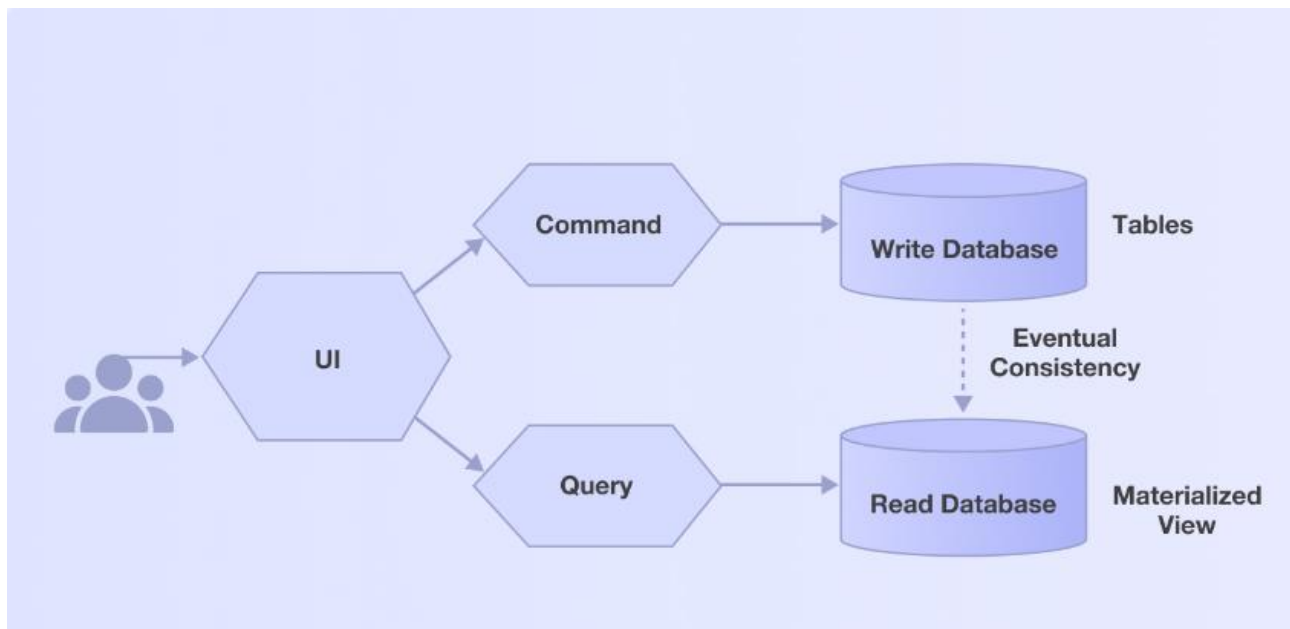 Command
Write Database
Tables
UI
Eventual
Consistency
Query
Read Database
Materialized
View